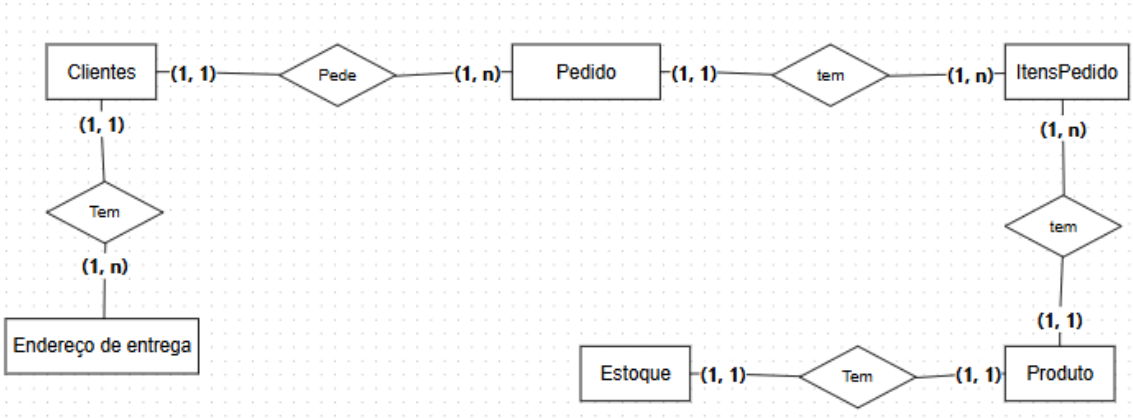 Clientes (1, 1) Pede (1, n) Pedido (1, 1) tem (1, n) ItensPedido
(1, 1) (1, n)
Tem tem
(1, n)
(1, 1)
Endereço de entrega
Estoque (1, 1) Tem (1, 1) Produto